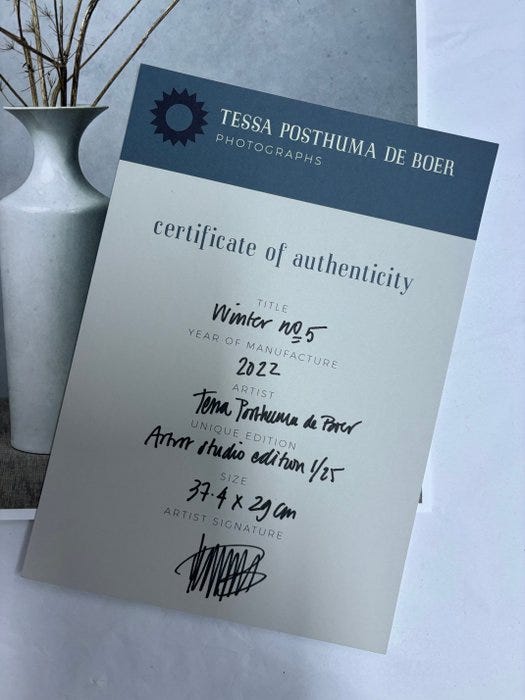 TESSA POSTHUMA DE BOER
PHOTOGRAPHS
certificate of authenticity
TITLE
Winter nº 5
YEAR OF MANUFACTURE
2022
ARTIST
Tessa Posthuma de Boer
UNIQUE EDITION
Artist studio edition 1/25
SIZE
37.4 x 29 cm
ARTIST SIGNATURE